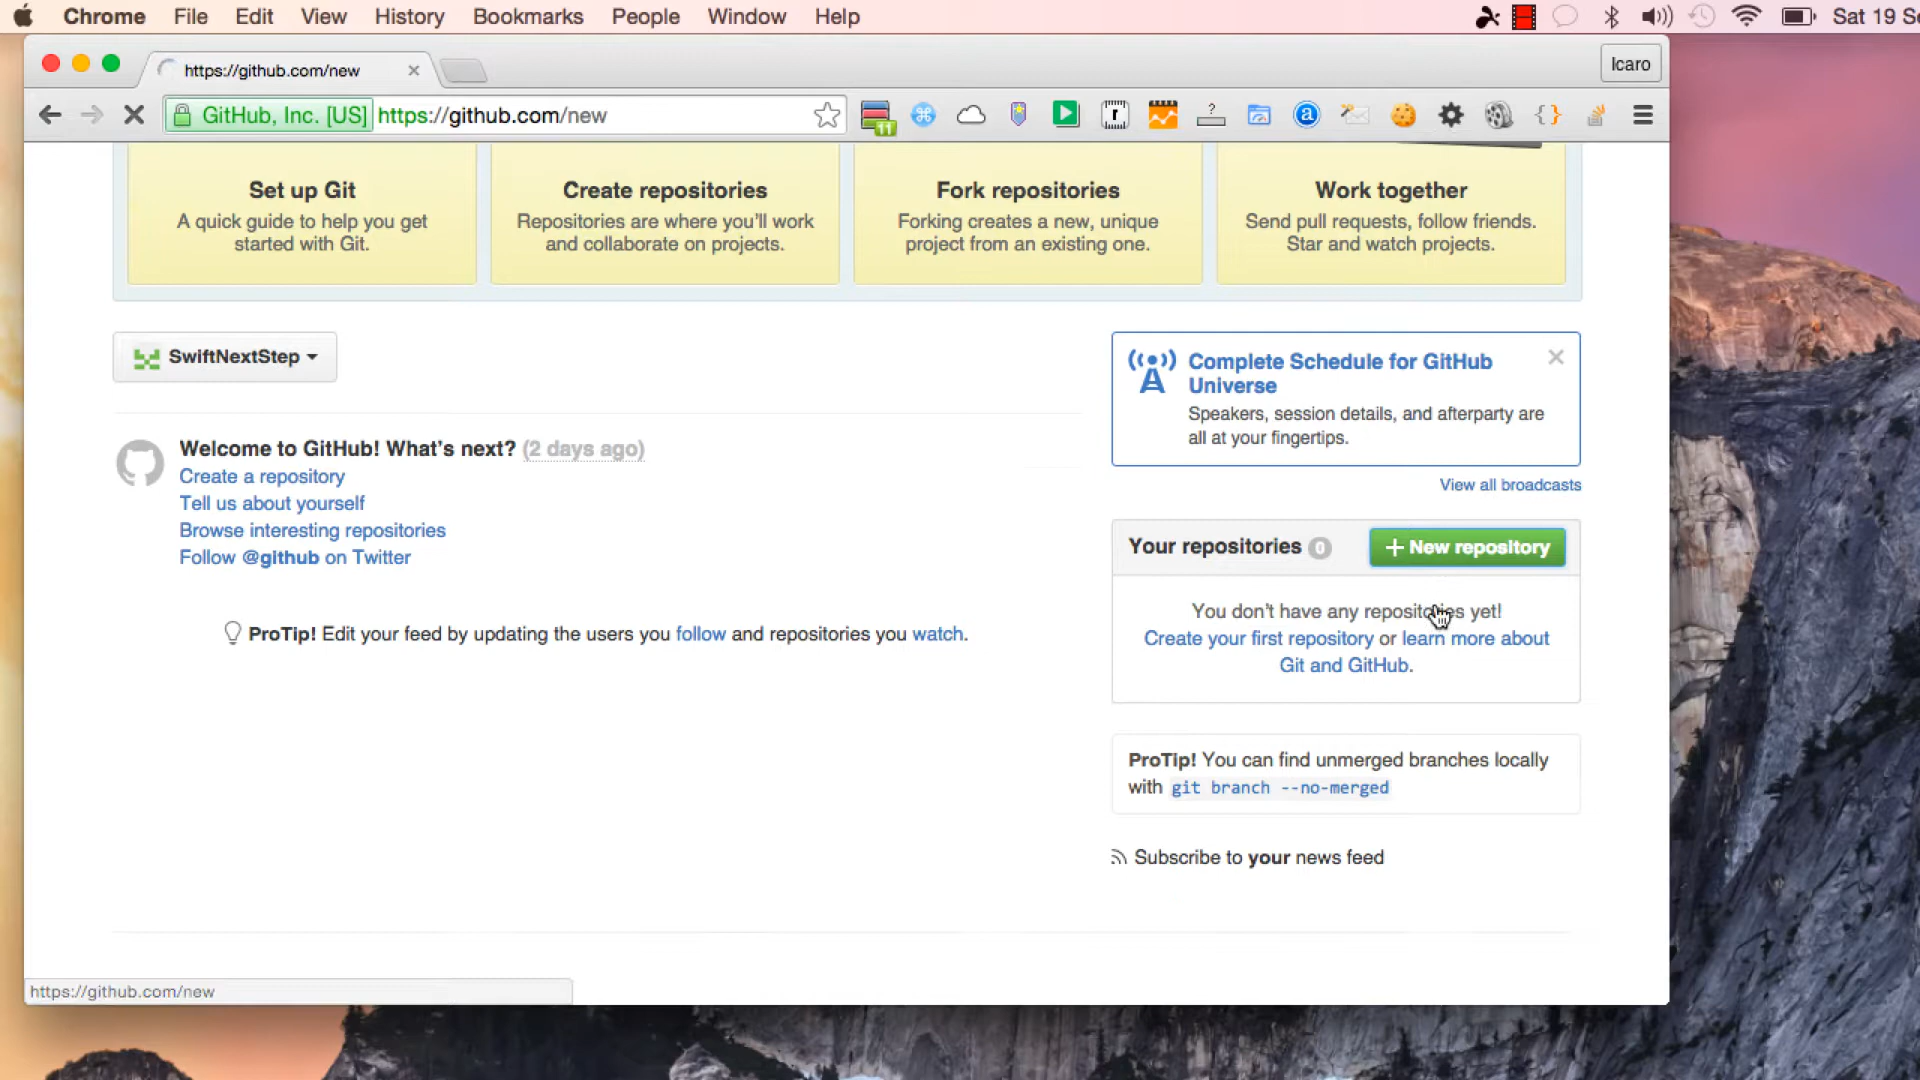 Chrome File Edit View History Bookmarks People Window Help Sat 19 Se
https://github.com/new
Icaro
GitHub, Inc. [US] https://github.com/new
11
Set up Git
A quick guide to help you get
started with Git.
Create repositories
Repositories are where you'll work
and collaborate on projects.
Fork repositories
Forking creates a new, unique
project from an existing one.
Work together
Send pull requests, follow friends.
Star and watch projects.
SwiftNextStep
Complete Schedule for GitHub
Universe
Speakers, session details, and afterparty are
all at your fingertips.
View all broadcasts
Welcome to GitHub! What's next? (2 days ago)
Create a repository
Tell us about yourself
Browse interesting repositories
Follow @github on Twitter
ProTip! Edit your feed by updating the users you follow and repositories you watch.
Your repositories 0
+ New repository
You don't have any repositories yet!
Create your first repository or learn more about
Git and GitHub.
ProTip! You can find unmerged branches locally
with git branch --no-merged
Subscribe to your news feed
https://github.com/new